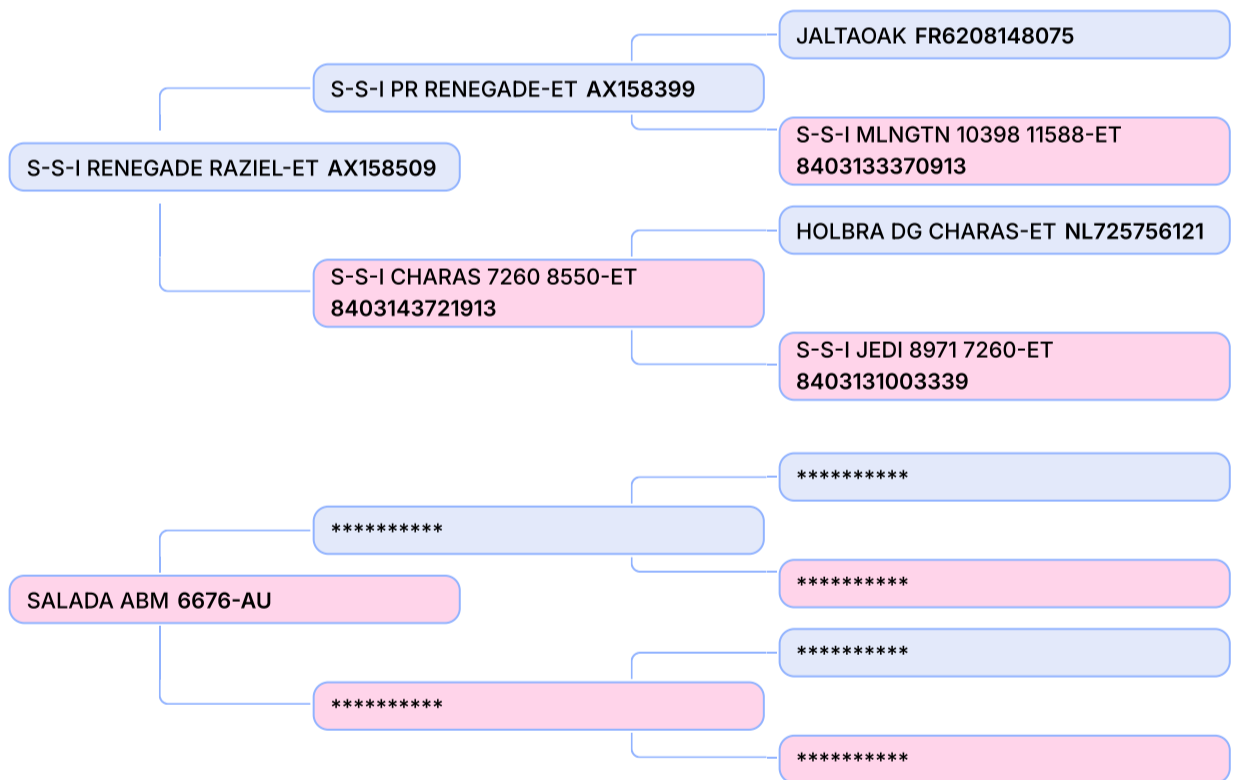 JALTAOAK FR6208148075
S-S-I PR RENEGADE-ET AX158399
S-S-I MLNGTN 10398 11588-ET
8403133370913
S-S-I RENEGADE RAZIEL-ET AX158509
HOLBRA DG CHARAS-ET NL725756121
S-S-I CHARAS 7260 8550-ET
8403143721913
S-S-I JEDI 8971 7260-ET
8403131003339
**********
**********
**********
SALADA ABM 6676-AU
**********
**********
**********